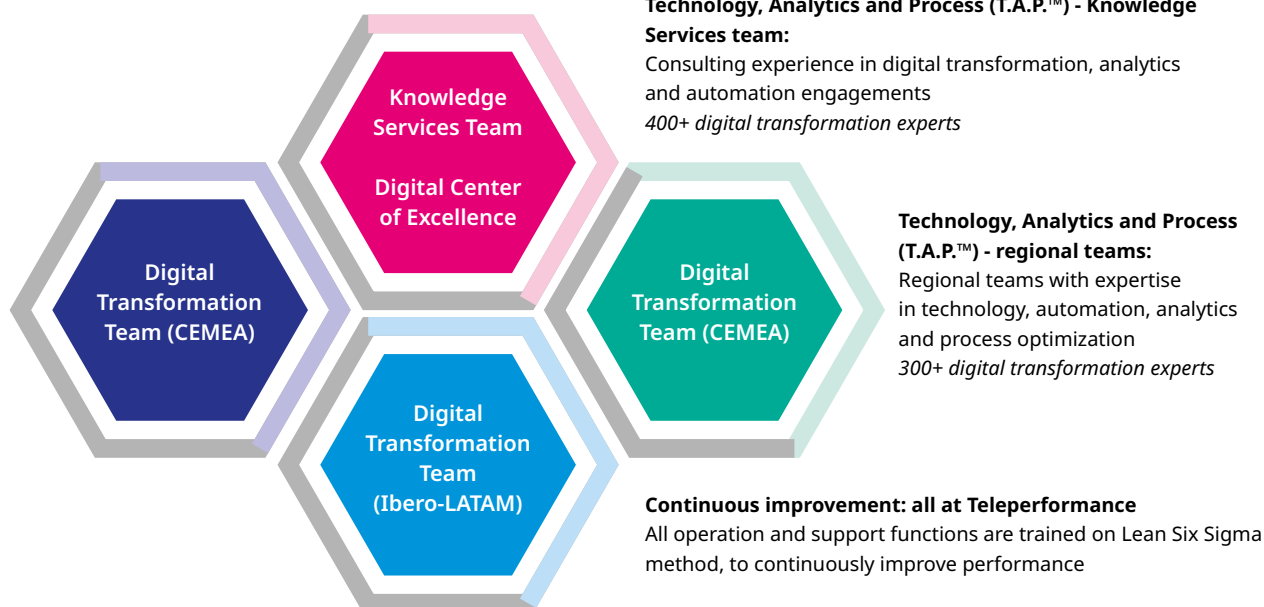 Technology, Analytics and Process (T.A.P.™) - Knowledge
Services team:
Consulting experience in digital transformation, analytics
and automation engagements
400+ digital transformation experts
Knowledge
Services Team
Digital Center
of Excellence
Digital
Transformation
Team (CEMEA)
Digital
Transformation
Team (CEMEA)
Technology, Analytics and Process
(T.A.P.™) - regional teams:
Regional teams with expertise
in technology, automation, analytics
and process optimization
300+ digital transformation experts
Digital
Transformation
Team
(Ibero-LATAM)
Continuous improvement: all at Teleperformance
All operation and support functions are trained on Lean Six Sigma
method, to continuously improve performance